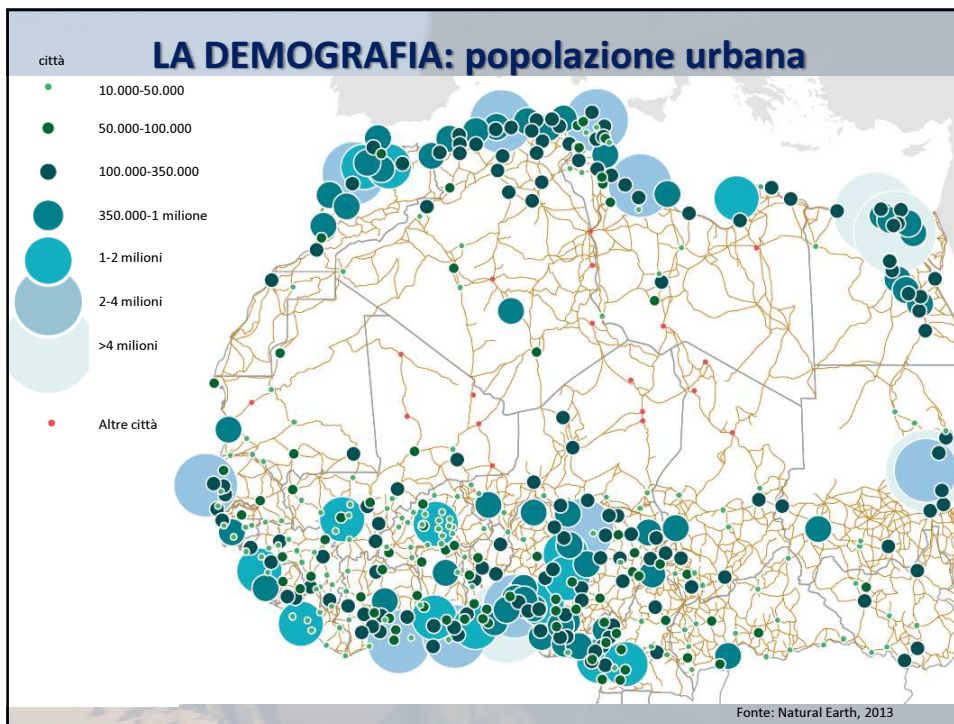 LA DEMOGRAFIA: popolazione urbana
città
10.000-50.000
50.000-100.000
100.000-350.000
350.000-1 milione
1-2 milioni
2-4 milioni
>4 milioni
Altre città
Fonte: Natural Earth, 2013